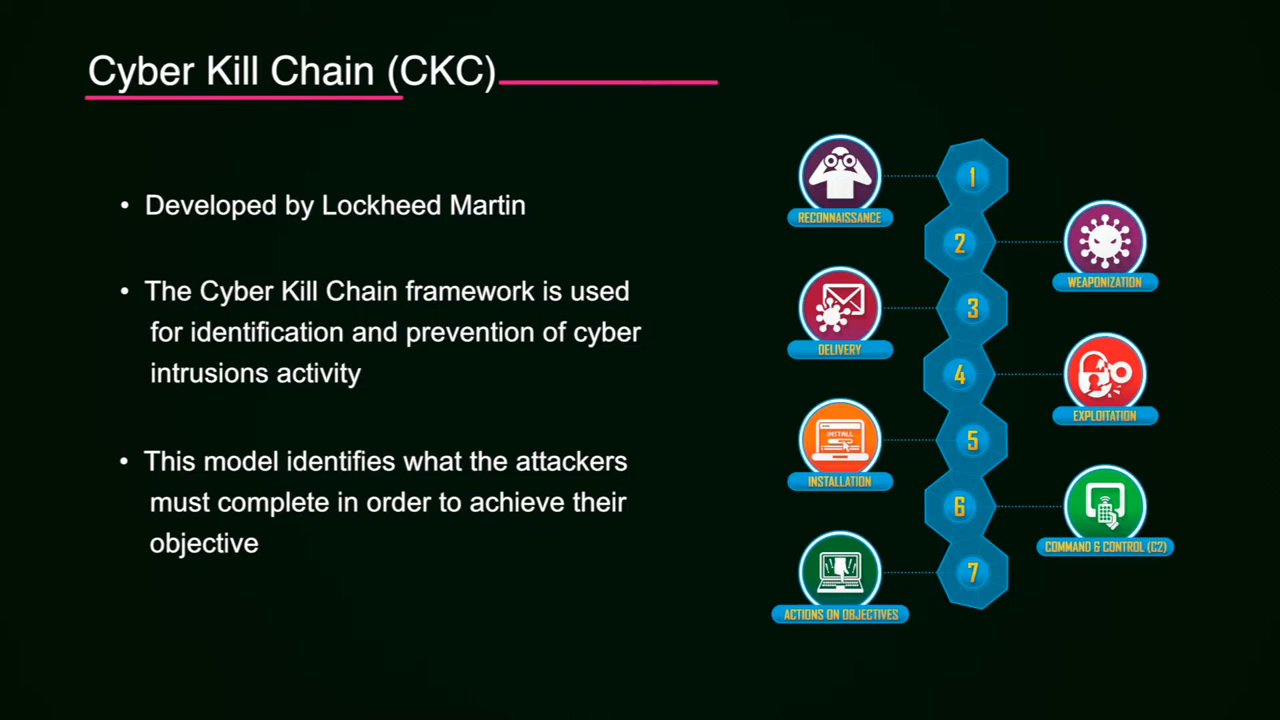 Cyber Kill Chain (CKC)
• Developed by Lockheed Martin
• The Cyber Kill Chain framework is used
for identification and prevention of cyber
intrusions activity
• This model identifies what the attackers
must complete in order to achieve their
objective
1
RECONNAISSANCE
2
WEAPONIZATION
3
DELIVERY
4
EXPLOITATION
5
INSTALL
INSTALLATION
6
COMMAND & CONTROL (C2)
7
ACTIONS ON OBJECTIVES